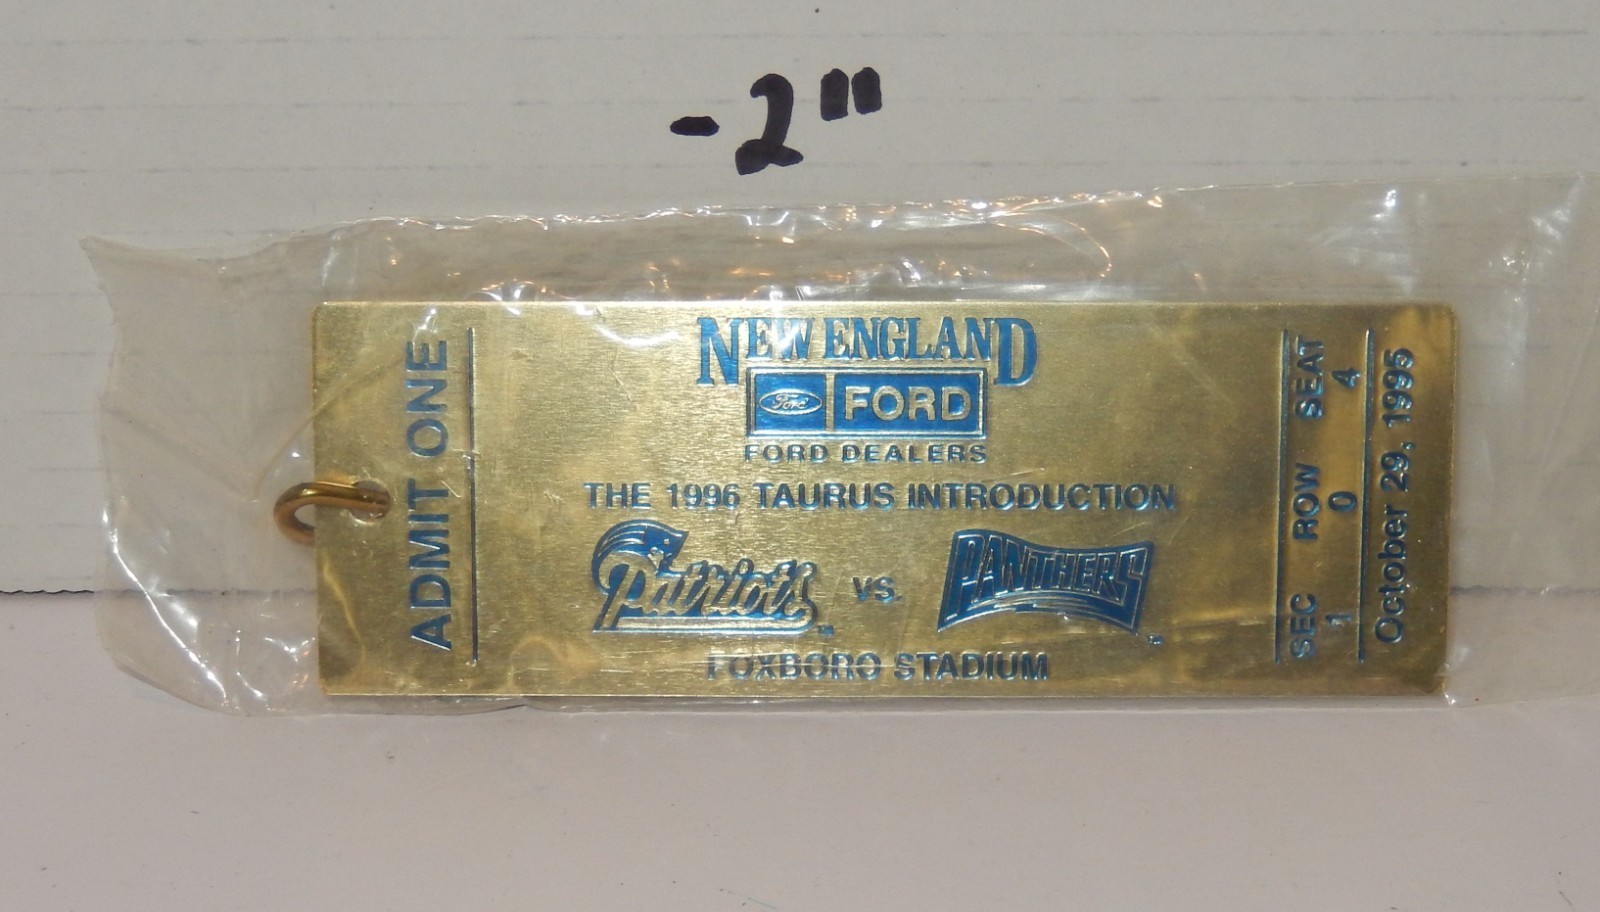 -2"
ADMIT ONE
NEW ENGLAND
Ford FORD
FORD DEALERS
THE 1996 TAURUS INTRODUCTION
Patriots VS. PANTHERS
FOXBORO STADIUM
SEC ROW SEAT
1 0 4
October 29, 1995